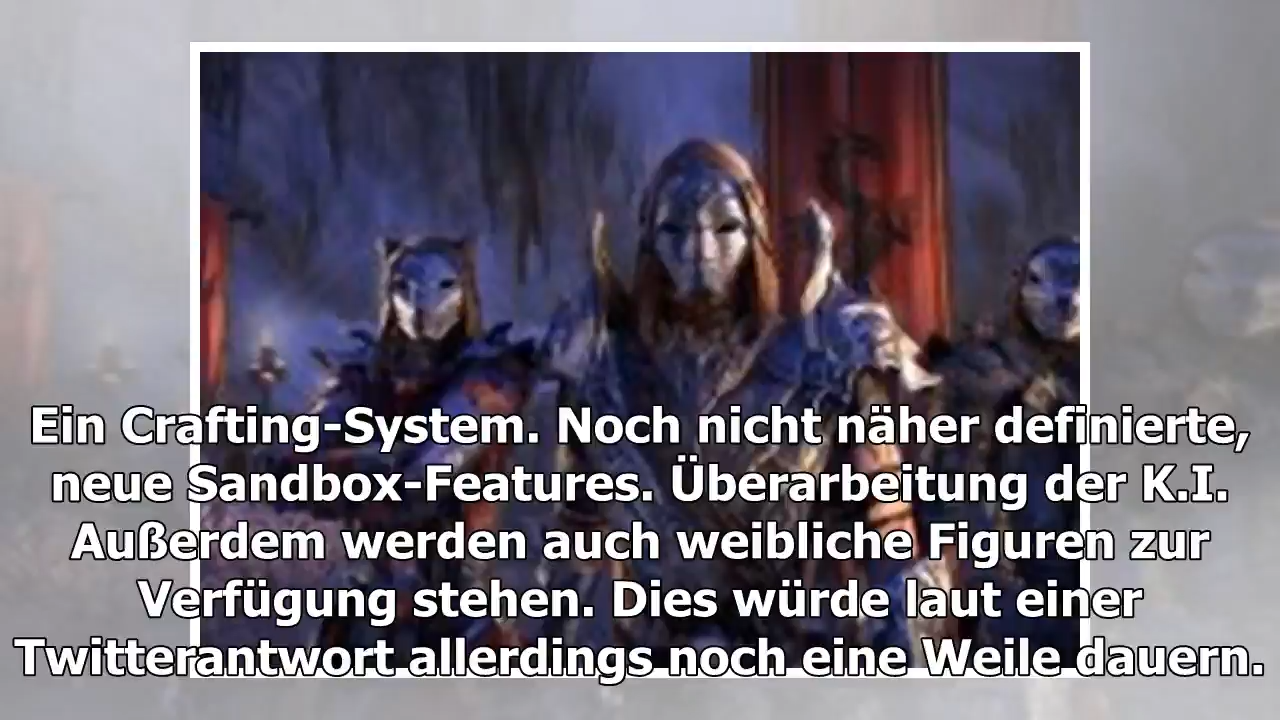 Ein Crafting-System. Noch nicht näher definierte,
neue Sandbox-Features. Überarbeitung der K.I.
Außerdem werden auch weibliche Figuren zur
Verfügung stehen. Dies würde laut einer
Twitterantwort allerdings noch eine Weile dauern.